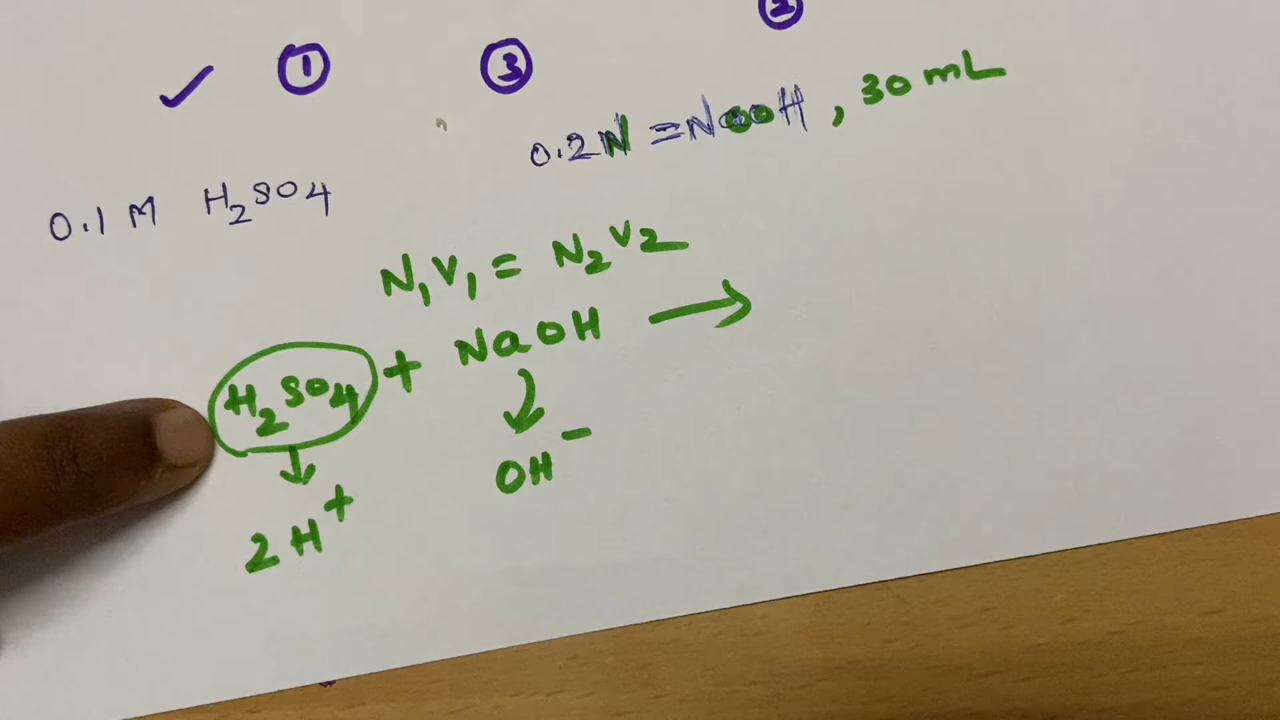 ②
✓ ① ③
0.2N = NaOH, 30 mL
0.1 M H₂SO₄
N₁V₁ = N₂V₂
H₂SO₄ + NaOH →
↓ ↓
2H⁺ OH⁻